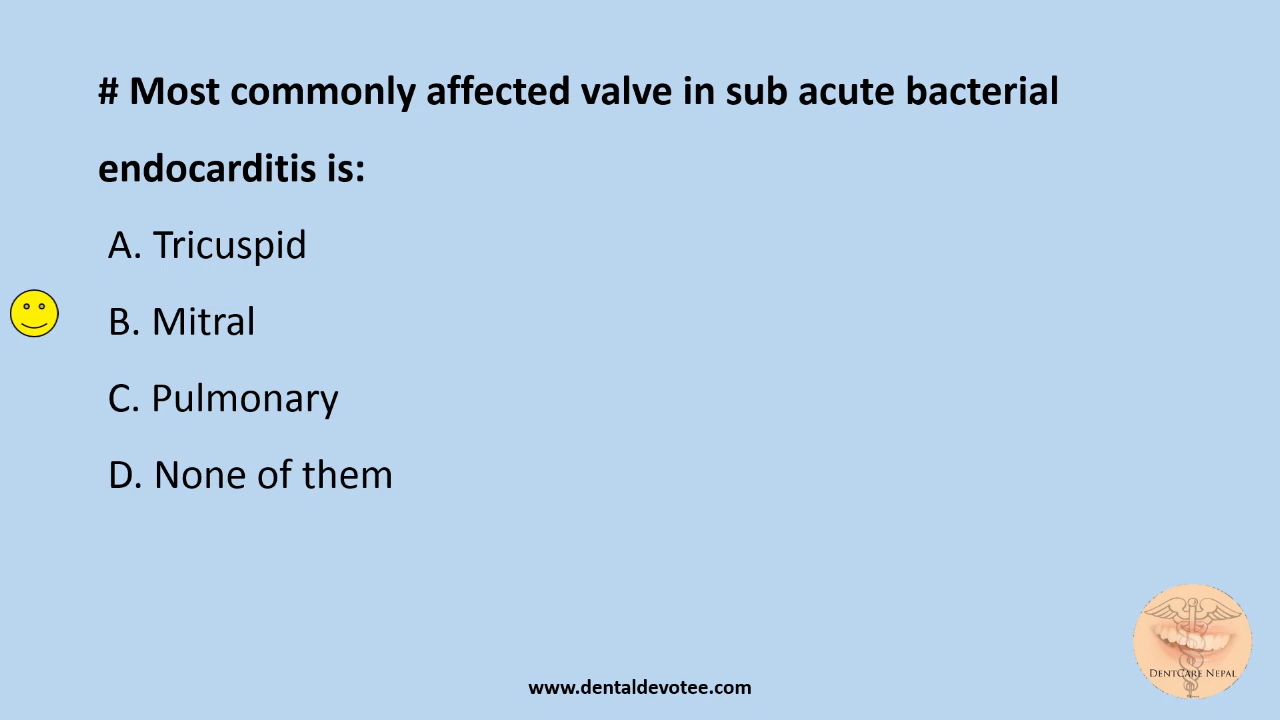 # Most commonly affected valve in sub acute bacterial
endocarditis is:
A. Tricuspid
B. Mitral
C. Pulmonary
D. None of them
DENTCARE NEPAL
www.dentaldevotee.com